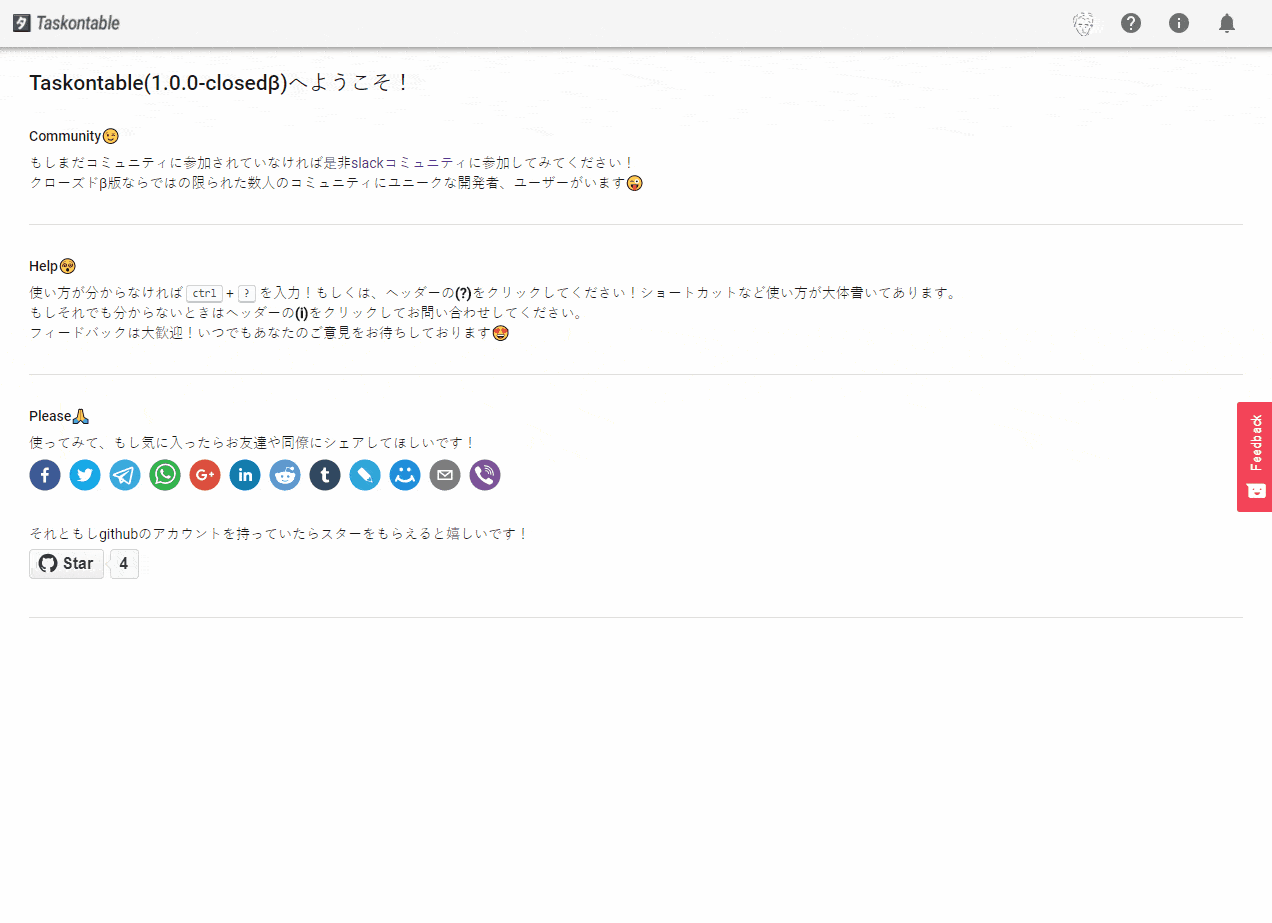 タ Taskontable
Taskontable(1.0.0-closedβ)へようこそ！
Community😉
もしまだコミュニティに参加されていなければ是非slackコミュニティに参加してみてください！
クローズドβ版ならではの限られた数人のコミュニティにユニークな開発者、ユーザーがいます😜
Help😵
使い方が分からなければ ctrl + ? を入力！もしくは、ヘッダーの(?)をクリックしてください！ショートカットなど使い方が大体書いてあります。
もしそれでも分からないときはヘッダーの(i)をクリックしてお問い合わせしてください。
フィードバックは大歓迎！いつでもあなたのご意見をお待ちしております😍
Feedback
Please🙏
使ってみて、もし気に入ったらお友達や同僚にシェアしてほしいです！
それともしgithubのアカウントを持っていたらスターをもらえると嬉しいです！
Star 4